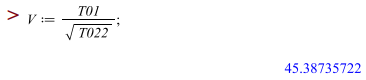 > V := T01 / √T022 ;
45.38735722